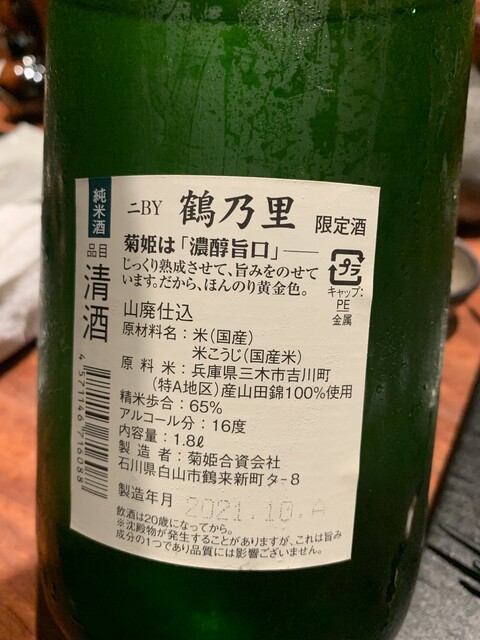 純米酒
品目
清酒
4571146716088
二BY 鶴乃里 限定酒
菊姫は「濃醇旨口」――
じっくり熟成させて、旨みをのせて
います。だから、ほんのり黄金色。
プラ
キャップ:
PE
金属
山廃仕込
原材料名：米(国産)
米こうじ(国産米)
原料米：兵庫県三木市吉川町
(特A地区)産山田錦100%使用
精米歩合：65%
アルコール分：16度
内容量：1.8ℓ
製造者：菊姫合資会社
石川県白山市鶴来新町タ-8
製造年月 2021.10.A
飲酒は20歳になってから。
※沈殿物が発生することがありますが、これは旨み
成分の1つであり品質には影響ございません。